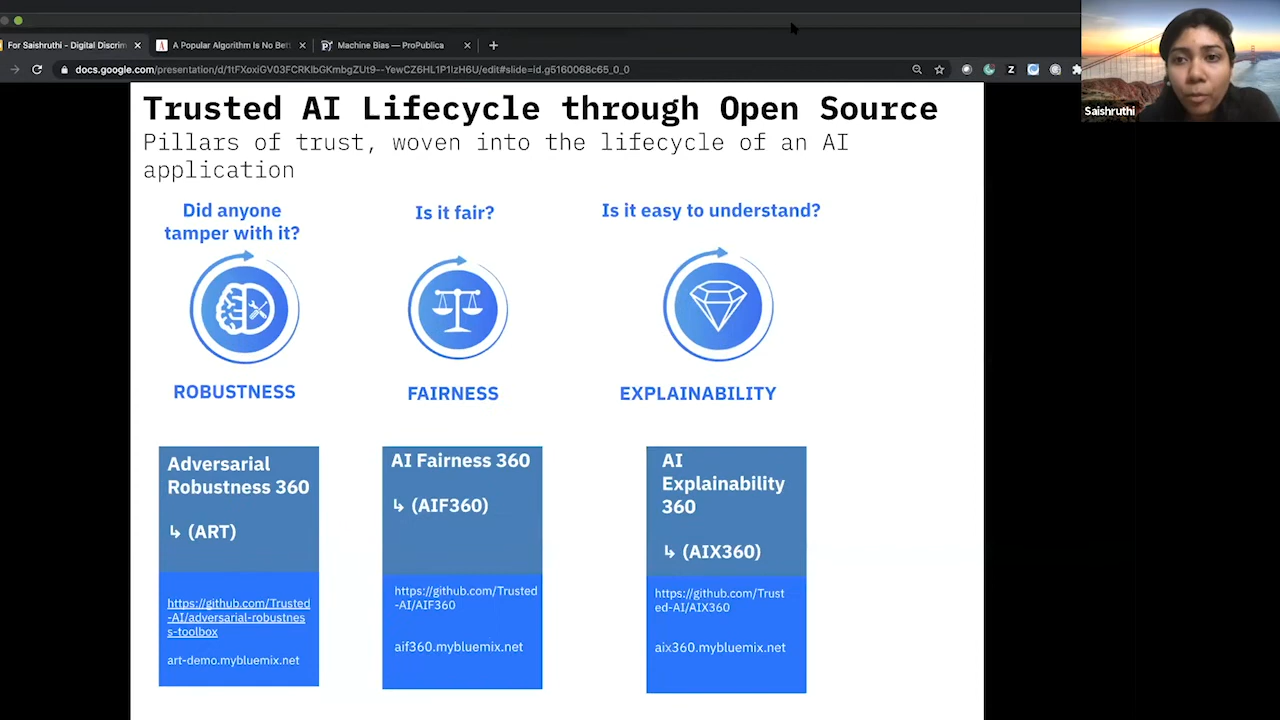 For Saishruthi - Digital Discrim
A Popular Algorithm Is No Bett
Machine Bias — ProPublica
docs.google.com/presentation/d/1tFXoxiGV03FCRKIbGKmbgZUt9--YewCZ6HL1P1IzH6U/edit#slide=id.g5160068c65_0_0
Saishruthi
Trusted AI Lifecycle through Open Source
Pillars of trust, woven into the lifecycle of an AI
application
Did anyone
tamper with it?
Is it fair?
Is it easy to understand?
ROBUSTNESS
FAIRNESS
EXPLAINABILITY
Adversarial
Robustness 360
↳ (ART)
https://github.com/Trusted
-AI/adversarial-robustne
ss-toolbox
art-demo.mybluemix.net
AI Fairness 360
↳ (AIF360)
https://github.com/Trusted
-AI/AIF360
aif360.mybluemix.net
AI
Explainability
360
↳ (AIX360)
https://github.com/Trust
ed-AI/AIX360
aix360.mybluemix.net